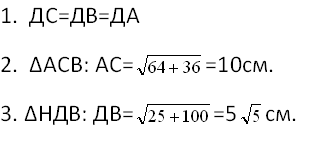 1. ДС=ДВ=ДА
2. ΔАСВ: АС=√64 + 36 =10см.
3. ΔНДВ: ДВ=√25 + 100 =5 √5 см.